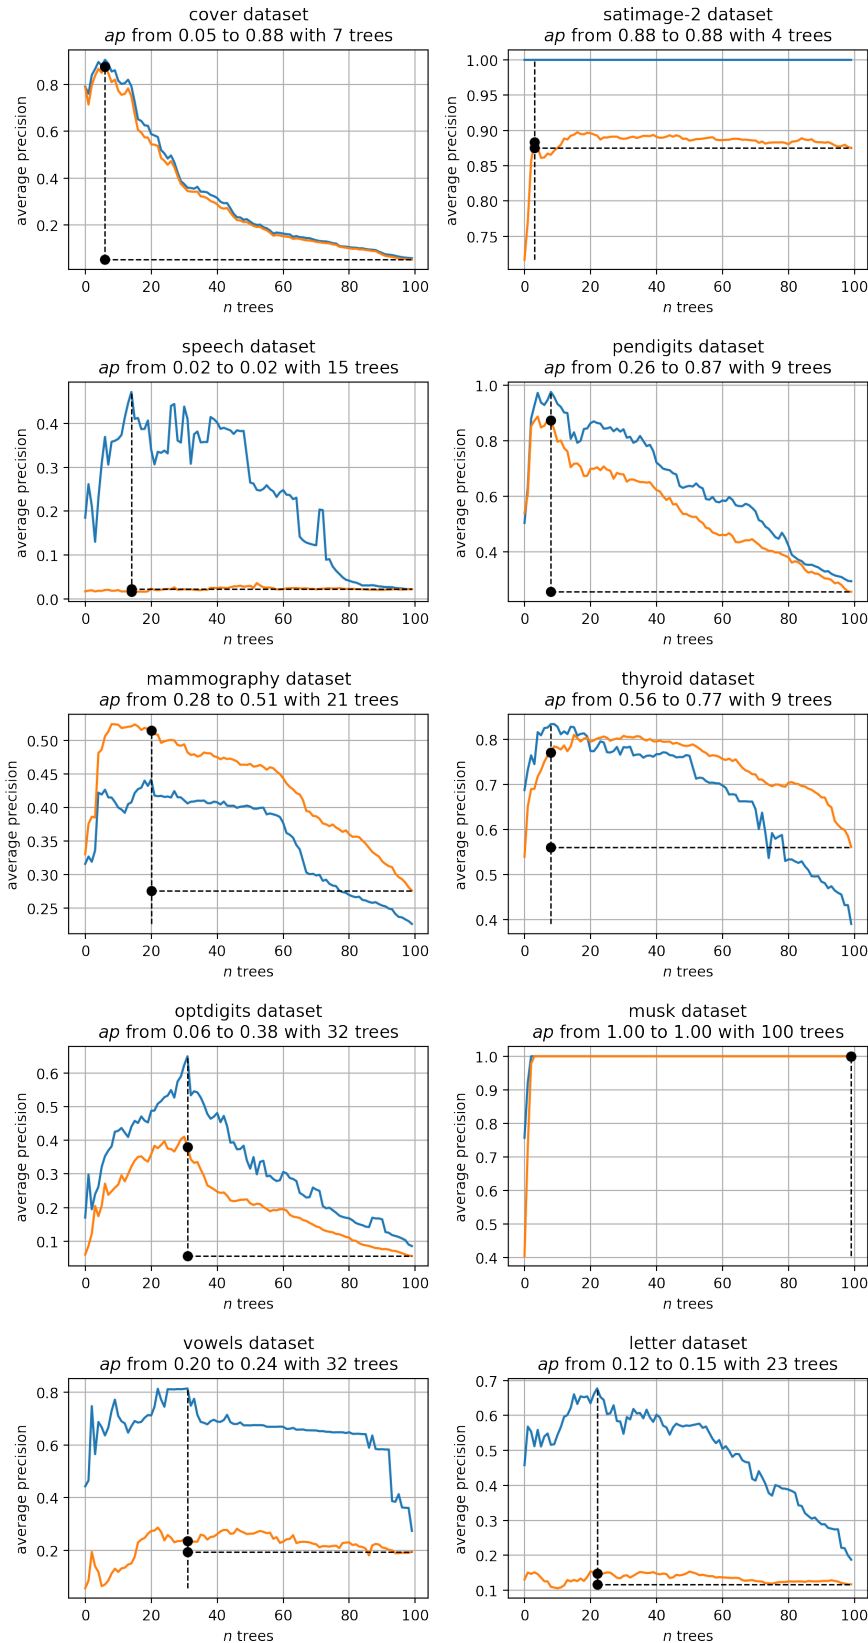 cover dataset
ap from 0.05 to 0.88 with 7 trees
average precision
0.8
0.6
0.4
0.2
0 20 40 60 80 100
n trees
satimage-2 dataset
ap from 0.88 to 0.88 with 4 trees
average precision
1.00
0.95
0.90
0.85
0.80
0.75
0 20 40 60 80 100
n trees
speech dataset
ap from 0.02 to 0.02 with 15 trees
average precision
0.4
0.3
0.2
0.1
0.0
0 20 40 60 80 100
n trees
pendigits dataset
ap from 0.26 to 0.87 with 9 trees
average precision
1.0
0.8
0.6
0.4
0 20 40 60 80 100
n trees
mammography dataset
ap from 0.28 to 0.51 with 21 trees
average precision
0.50
0.45
0.40
0.35
0.30
0.25
0 20 40 60 80 100
n trees
thyroid dataset
ap from 0.56 to 0.77 with 9 trees
average precision
0.8
0.7
0.6
0.5
0.4
0 20 40 60 80 100
n trees
optdigits dataset
ap from 0.06 to 0.38 with 32 trees
average precision
0.6
0.5
0.4
0.3
0.2
0.1
0 20 40 60 80 100
n trees
musk dataset
ap from 1.00 to 1.00 with 100 trees
average precision
1.0
0.9
0.8
0.7
0.6
0.5
0.4
0 20 40 60 80 100
n trees
vowels dataset
ap from 0.20 to 0.24 with 32 trees
average precision
0.8
0.6
0.4
0.2
0 20 40 60 80 100
n trees
letter dataset
ap from 0.12 to 0.15 with 23 trees
average precision
0.7
0.6
0.5
0.4
0.3
0.2
0.1
0 20 40 60 80 100
n trees